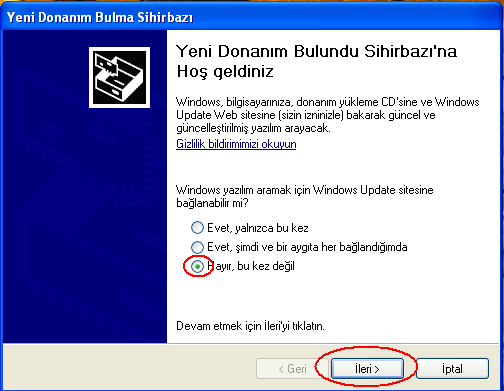 Yeni Donanım Bulma Sihirbazı
Yeni Donanım Bulundu Sihirbazı'na
Hoş geldiniz
Windows, bilgisayarınıza, donanım yükleme CD'sine ve Windows
Update Web sitesine (sizin izninizle) bakarak güncel ve
güncelleştirilmiş yazılım arayacak.
Gizlilik bildirimimizi okuyun
Windows yazılım aramak için Windows Update sitesine
bağlanabilir mi?
Evet, yalnızca bu kez
Evet, şimdi ve bir aygıta her bağlandığımda
Hayır, bu kez değil
Devam etmek için İleri'yi tıklatın.
< Geri
İleri >
İptal